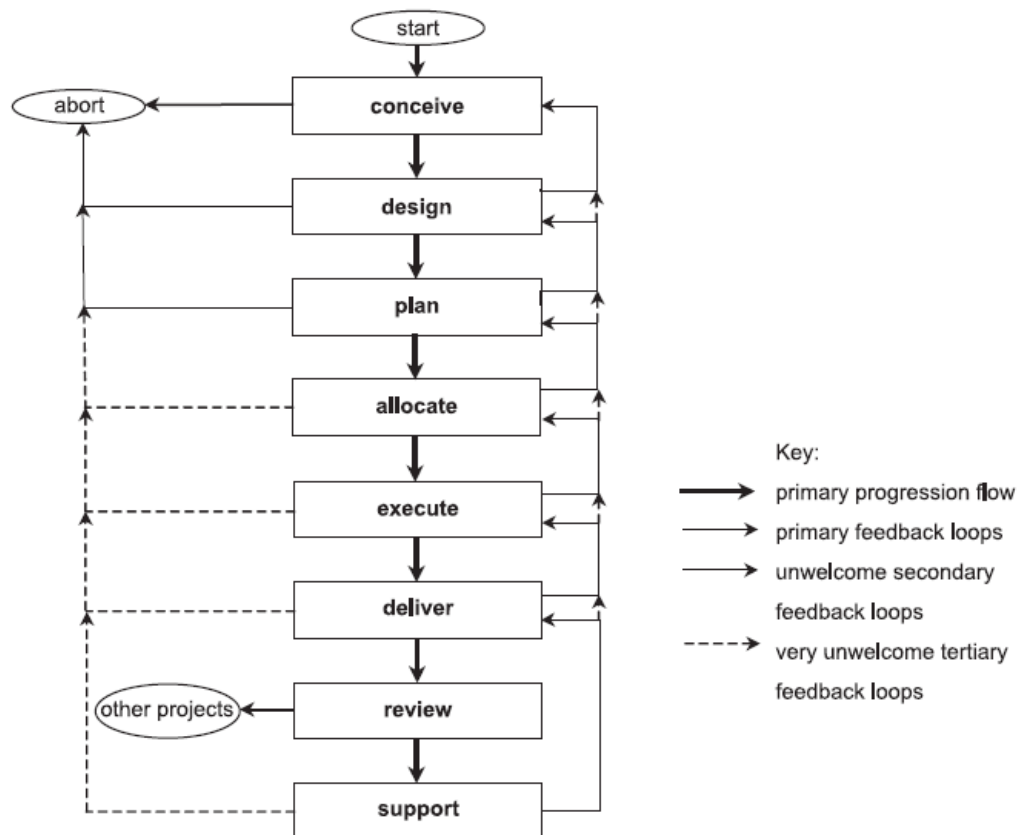 start
abort
conceive
design
plan
allocate
Key:
primary progression flow
execute
primary feedback loops
unwelcome secondary
feedback loops
deliver
very unwelcome tertiary
feedback loops
other projects
review
support